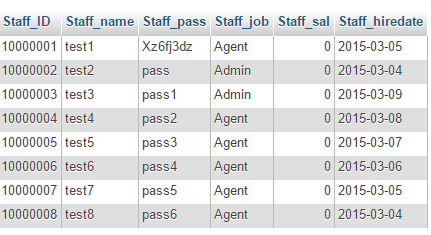 Staff_ID Staff_name Staff_pass Staff_job Staff_sal Staff_hiredate
10000001 test1 Xz6fj3dz Agent 0 2015-03-05
10000002 test2 pass Admin 0 2015-03-04
10000003 test3 pass1 Admin 0 2015-03-09
10000004 test4 pass2 Agent 0 2015-03-08
10000005 test5 pass3 Agent 0 2015-03-07
10000006 test6 pass4 Agent 0 2015-03-06
10000007 test7 pass5 Agent 0 2015-03-05
10000008 test8 pass6 Agent 0 2015-03-04